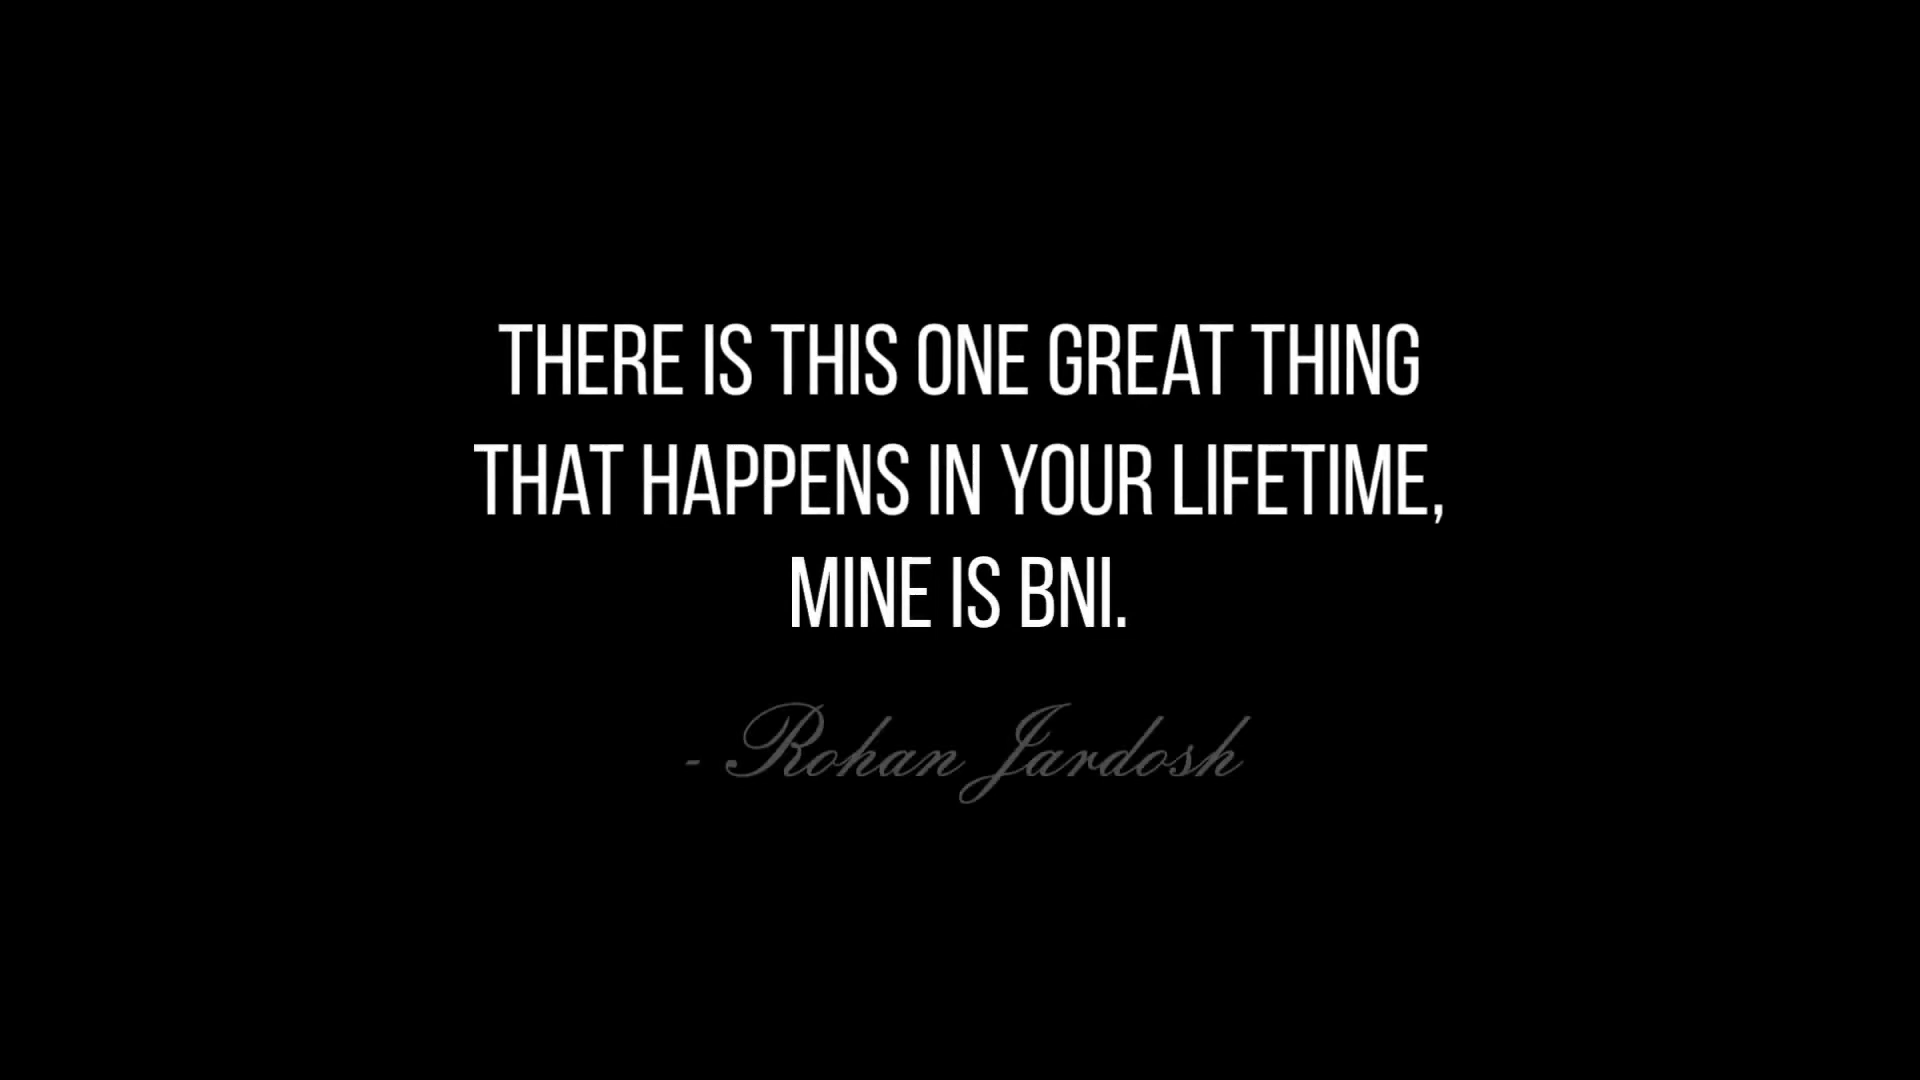 THERE IS THIS ONE GREAT THING
THAT HAPPENS IN YOUR LIFETIME,
MINE IS BNI.
- Rohan Jardosh